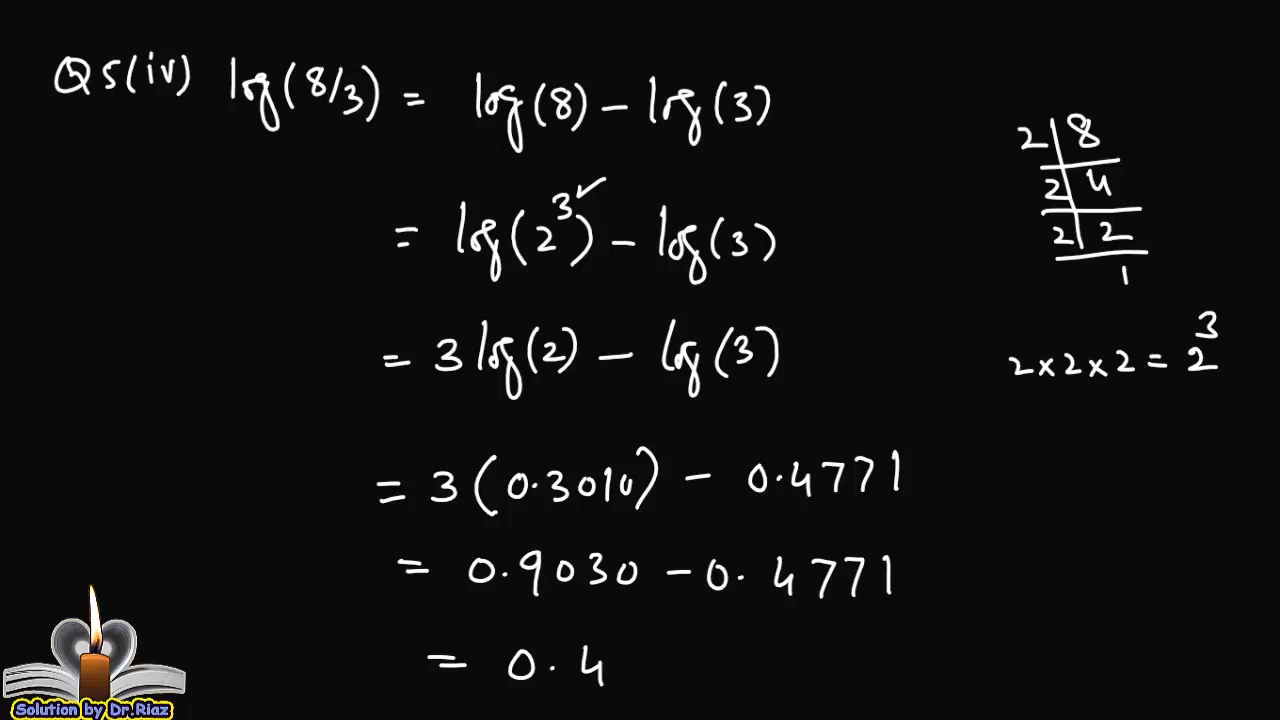 Q5(iv) log(8/3) = log(8) – log(3)
= log(2³) – log(3)
= 3 log(2) – log(3)
= 3(0.3010) – 0.4771
= 0.9030 – 0.4771
= 0.4
2 | 8
2 | 4
2 | 2
1
2 × 2 × 2 = 2³
Solution by Dr.Riaz